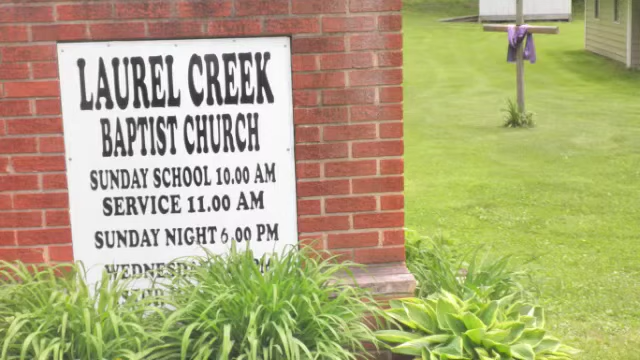 LAUREL CREEK
BAPTIST CHURCH
SUNDAY SCHOOL 10.00 AM
SERVICE 11.00 AM
SUNDAY NIGHT 6.00 PM